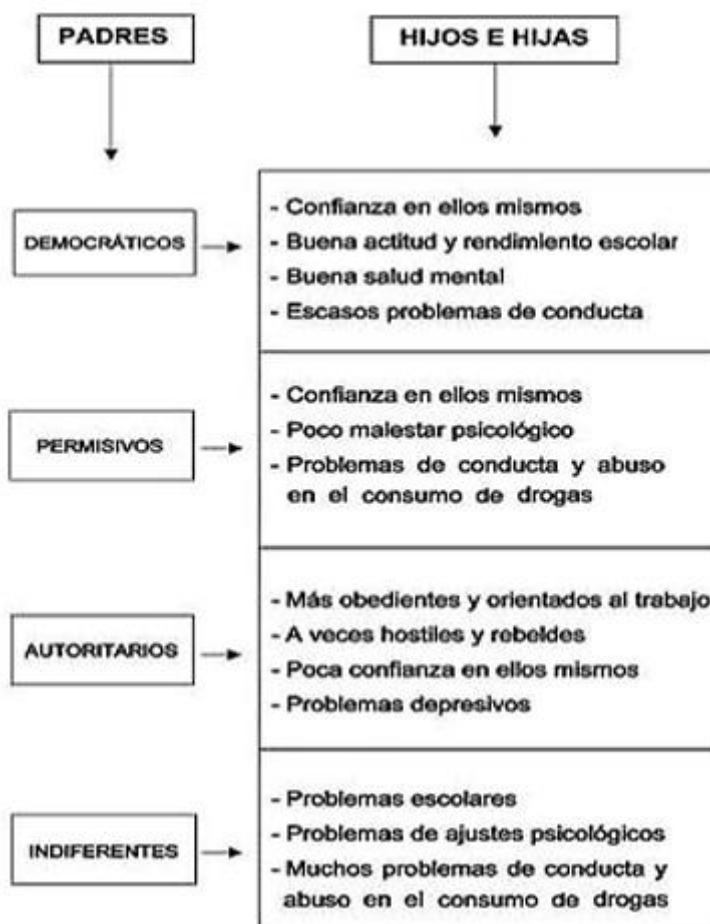 PADRES
HIJOS E HIJAS
DEMOCRÁTICOS
- Confianza en ellos mismos
- Buena actitud y rendimiento escolar
- Buena salud mental
- Escasos problemas de conducta
PERMISIVOS
- Confianza en ellos mismos
- Poco malestar psicológico
- Problemas de conducta y abuso
en el consumo de drogas
AUTORITARIOS
- Más obedientes y orientados al trabajo
- A veces hostiles y rebeldes
- Poca confianza en ellos mismos
- Problemas depresivos
INDIFERENTES
- Problemas escolares
- Problemas de ajustes psicológicos
- Muchos problemas de conducta y
abuso en el consumo de drogas